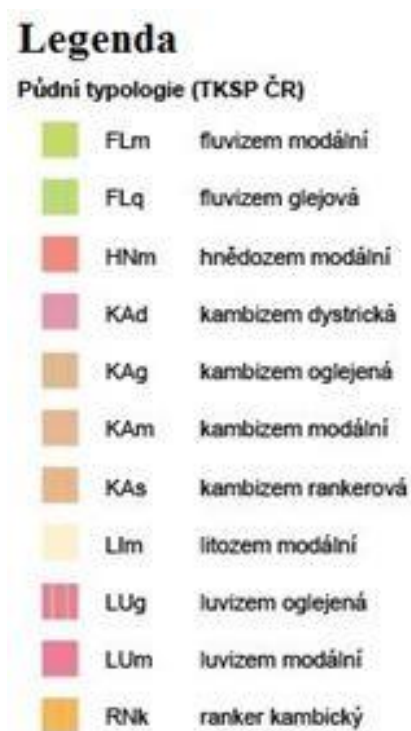 Legenda
Půdní typologie (TKSP ČR)
FLm fluvizem modální
FLq fluvizem glejová
HNm hnědozem modální
KAd kambizem dystrická
KAg kambizem oglejená
KAm kambizem modální
KAs kambizem rankerová
LIm litozem modální
LUg luvizem oglejená
LUm luvizem modální
RNk ranker kambický